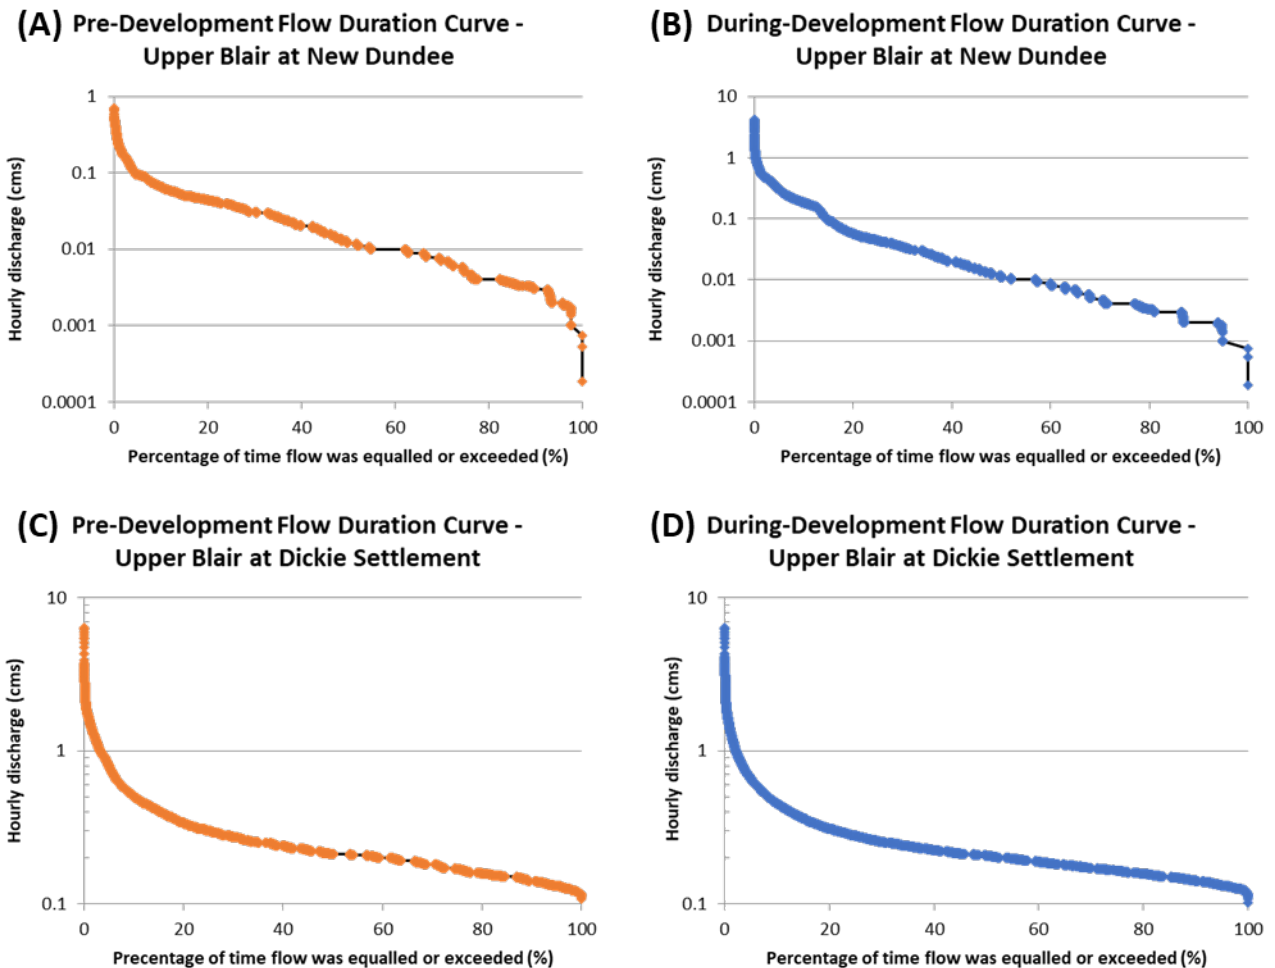 (A) Pre-Development Flow Duration Curve -
Upper Blair at New Dundee
Hourly discharge (cms)
1
0.1
0.01
0.001
0.0001
0 20 40 60 80 100
Percentage of time flow was equalled or exceeded (%)
(B) During-Development Flow Duration Curve -
Upper Blair at New Dundee
Hourly discharge (cms)
10
1
0.1
0.01
0.001
0.0001
0 20 40 60 80 100
Percentage of time flow was equalled or exceeded (%)
(C) Pre-Development Flow Duration Curve -
Upper Blair at Dickie Settlement
Hourly discharge (cms)
10
1
0.1
0 20 40 60 80 100
Precentage of time flow was equalled or exceeded (%)
(D) During-Development Flow Duration Curve -
Upper Blair at Dickie Settlement
Hourly discharge (cms)
10
1
0.1
0 20 40 60 80 100
Percentage of time flow was equalled or exceeded (%)